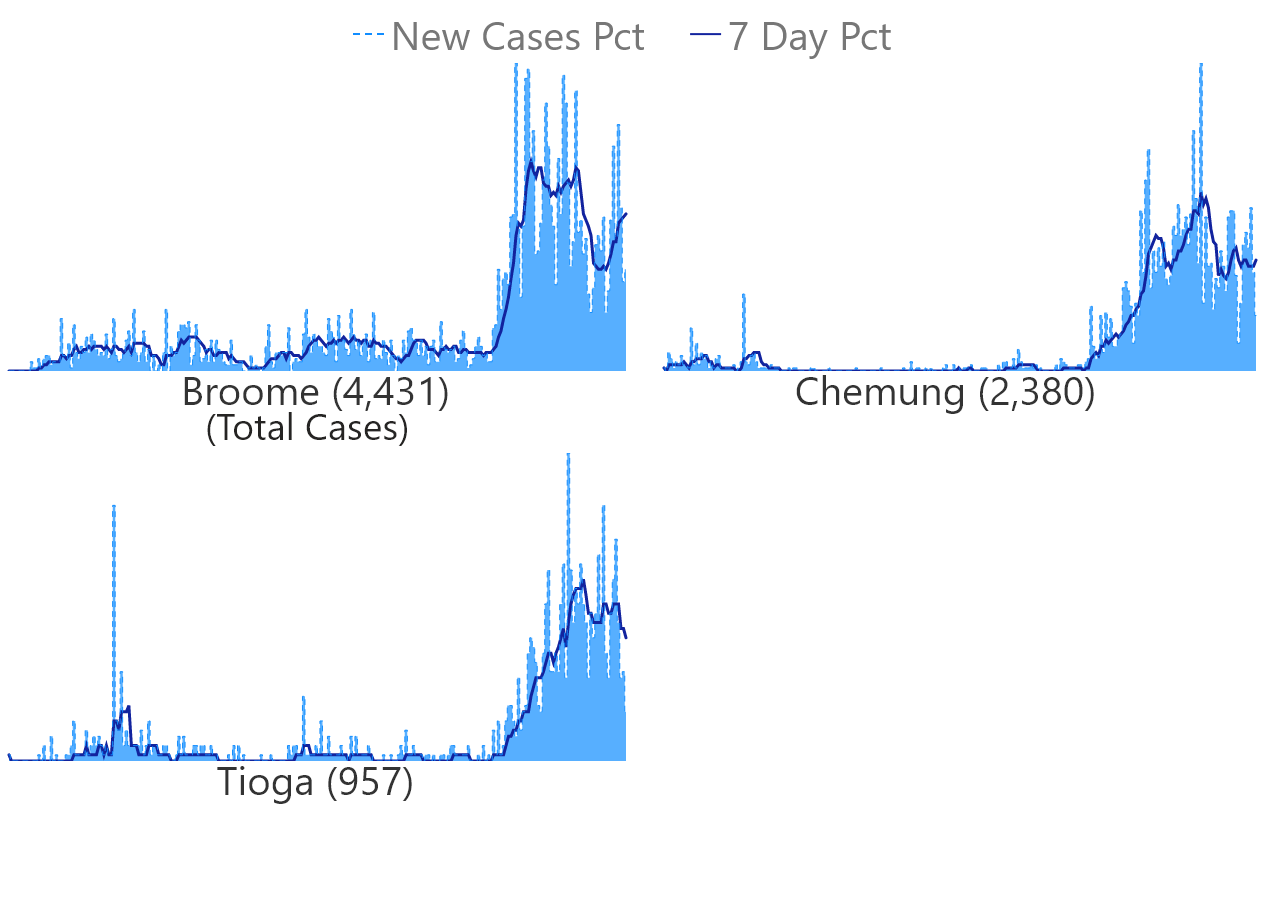 New Cases Pct 7 Day Pct
Broome (4,431) Chemung (2,380)
(Total Cases)
Tioga (957)